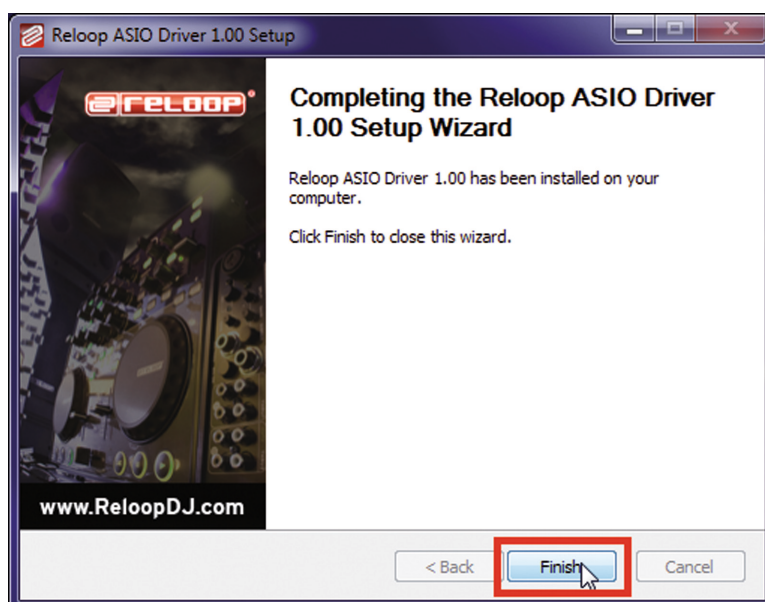 Reloop ASIO Driver 1.00 Setup
reloop
Completing the Reloop ASIO Driver
1.00 Setup Wizard
Reloop ASIO Driver 1.00 has been installed on your
computer.
Click Finish to close this wizard.
www.ReloopDJ.com
< Back
Finish
Cancel